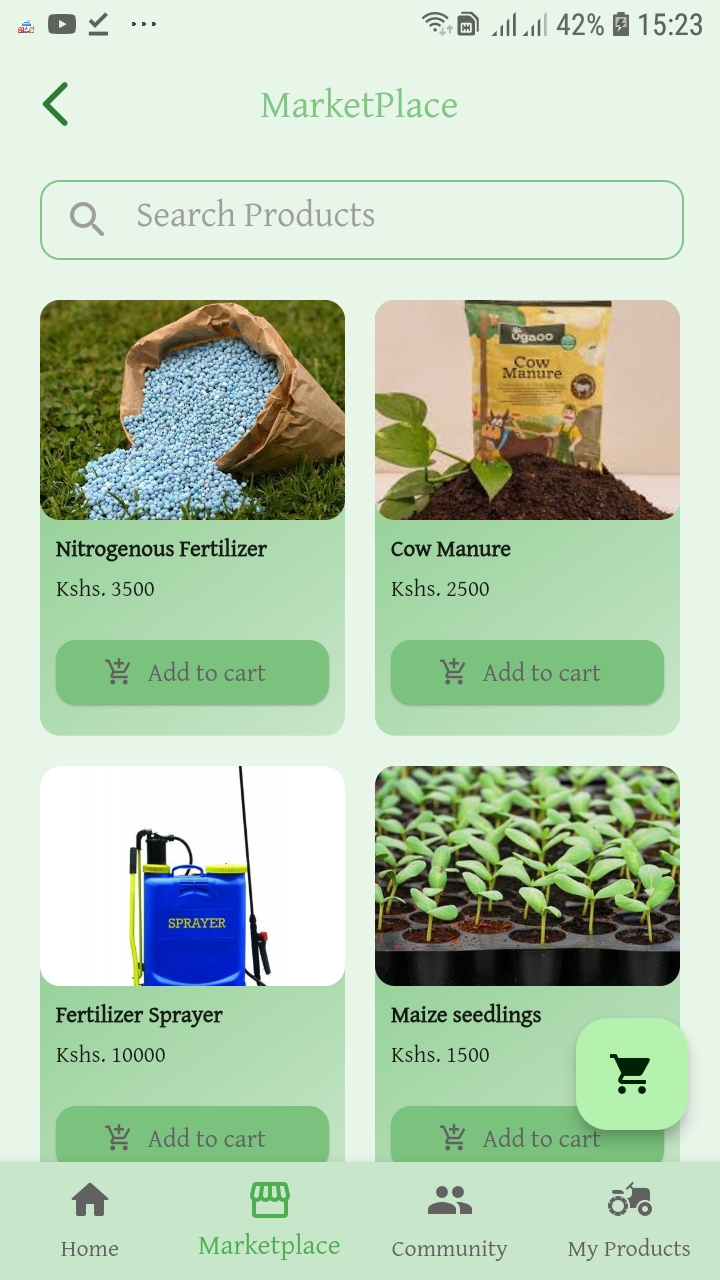 42% 15:23
MarketPlace
Search Products
ugaoo
Cow
Manure
Nitrogenous Fertilizer
Cow Manure
Kshs. 3500
Kshs. 2500
Add to cart
Add to cart
SPRAYER
Fertilizer Sprayer
Maize seedlings
Kshs. 10000
Kshs. 1500
Add to cart
Add to cart
Home
Marketplace
Community
My Products